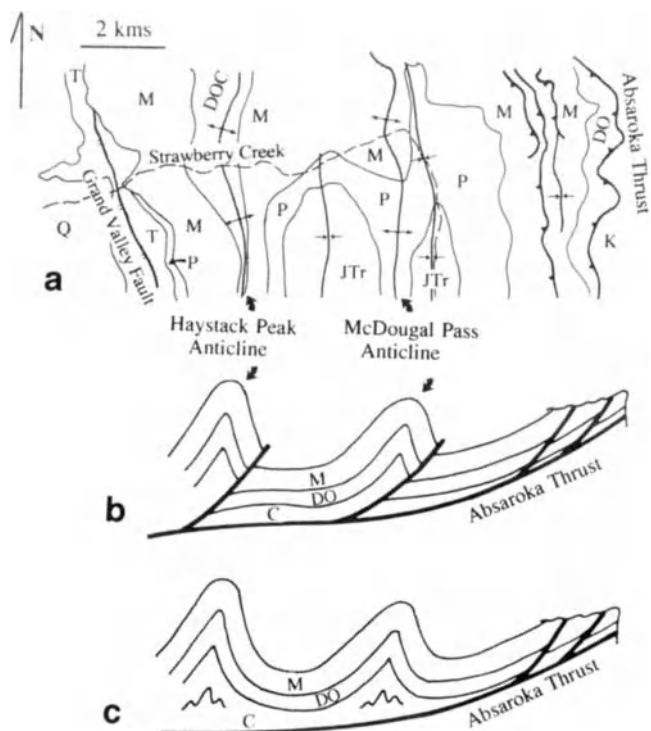 N
2 kms
T
M
DOC
M
M
M
DO
Absaroka Thrust
Strawberry Creek
M
P
Q
Grand Valley Fault
T
M
P
P
P
K
a
JTr
JTr
Haystack Peak
Anticline
McDougal Pass
Anticline
M
DO
C
b
Absaroka Thrust
M
DO
C
c
Absaroka Thrust